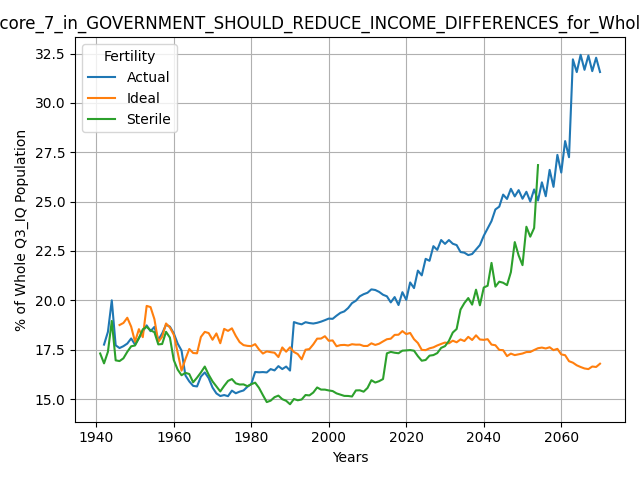 core_7_in_GOVERNMENT_SHOULD_REDUCE_INCOME_DIFFERENCES_for_Whol
Fertility
Actual
Ideal
Sterile
% of Whole Q3_IQ Population
32.5
30.0
27.5
25.0
22.5
20.0
17.5
15.0
1940
1960
1980
2000
2020
2040
2060
Years